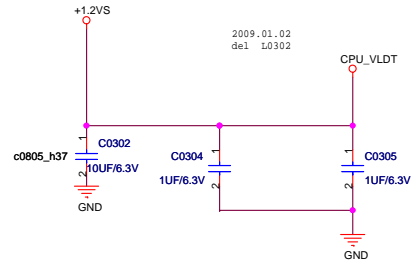 +1.2VS
2009.01.02
del L0302
CPU_VLDT
1
C0302
c0805_h37
10UF/6.3V
2
GND
1
C0304
1UF/6.3V
2
1
C0305
1UF/6.3V
2
GND